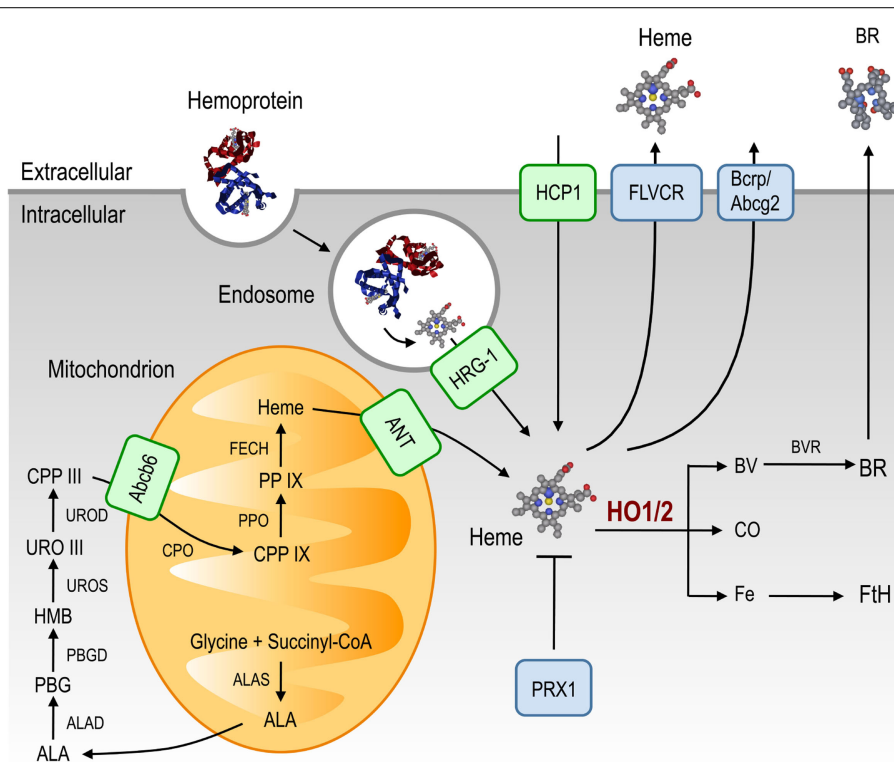 Heme
BR
Hemoprotein
Extracellular
Intracellular
HCP1
FLVCR
Bcrp/
Abcg2
Endosome
HRG-1
Mitochondrion
Heme
ANT
FECH
CPP III
Abcb6
PP IX
UROD
PPO
URO III
CPO
CPP IX
UROS
HMB
PBGD
Glycine + Succinyl-CoA
PBG
ALAS
ALAD
ALA
ALA
Heme
HO1/2
BV
BVR
BR
CO
Fe
FtH
PRX1